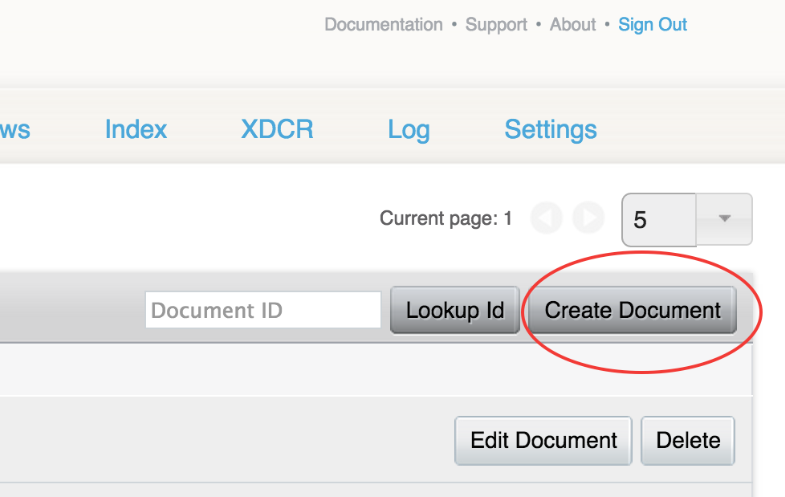 Documentation • Support • About • Sign Out
ws Index XDCR Log Settings
Current page: 1 5
Document ID Lookup Id Create Document
Edit Document Delete